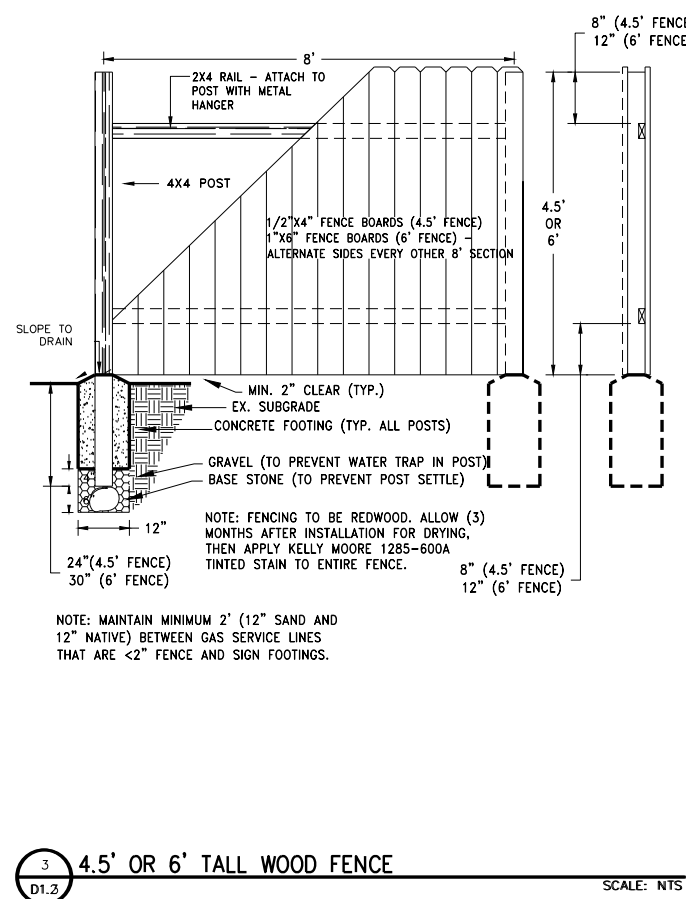 8" (4.5' FENCE
12" (6' FENCE
8'
2X4 RAIL – ATTACH TO
POST WITH METAL
HANGER
4X4 POST
4.5'
OR
6'
1/2"X4" FENCE BOARDS (4.5' FENCE)
1"X6" FENCE BOARDS (6' FENCE) –
ALTERNATE SIDES EVERY OTHER 8' SECTION
SLOPE TO
DRAIN
MIN. 2" CLEAR (TYP.)
EX. SUBGRADE
CONCRETE FOOTING (TYP. ALL POSTS)
GRAVEL (TO PREVENT WATER TRAP IN POST)
BASE STONE (TO PREVENT POST SETTLE)
6"
12"
NOTE: FENCING TO BE REDWOOD. ALLOW (3)
MONTHS AFTER INSTALLATION FOR DRYING,
THEN APPLY KELLY MOORE 1285-600A
TINTED STAIN TO ENTIRE FENCE.
24"(4.5' FENCE)
30" (6' FENCE)
8" (4.5' FENCE)
12" (6' FENCE)
NOTE: MAINTAIN MINIMUM 2' (12" SAND AND
12" NATIVE) BETWEEN GAS SERVICE LINES
THAT ARE <2" FENCE AND SIGN FOOTINGS.
3
D1.3
4.5' OR 6' TALL WOOD FENCE
SCALE: NTS